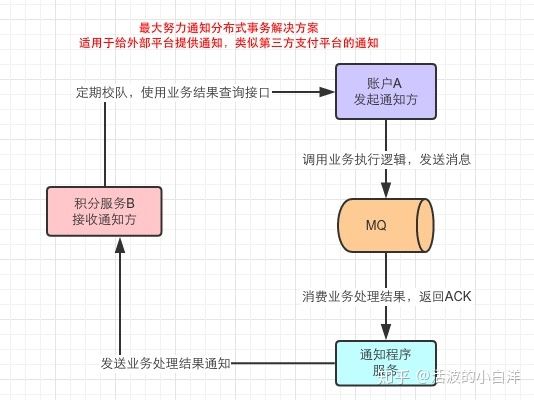 最大努力通知分布式事务解决方案
适用于给外部平台提供通知，类似第三方支付平台的通知
定期校队，使用业务结果查询接口
账户A
发起通知方
调用业务执行逻辑，发送消息
积分服务B
接收通知方
MQ
消费业务处理结果，返回ACK
发送业务处理结果通知
通知程序
服务
知乎 @活波的小白洋